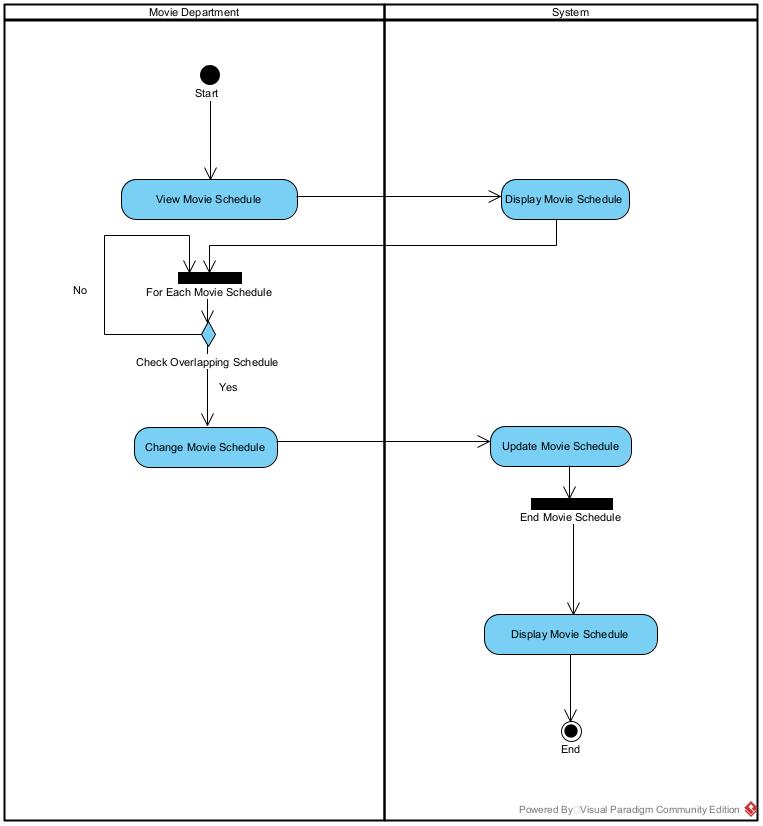 Movie Department
System
Start
View Movie Schedule
Display Movie Schedule
No
For Each Movie Schedule
Check Overlapping Schedule
Yes
Change Movie Schedule
Update Movie Schedule
End Movie Schedule
Display Movie Schedule
End
Powered By Visual Paradigm Community Edition